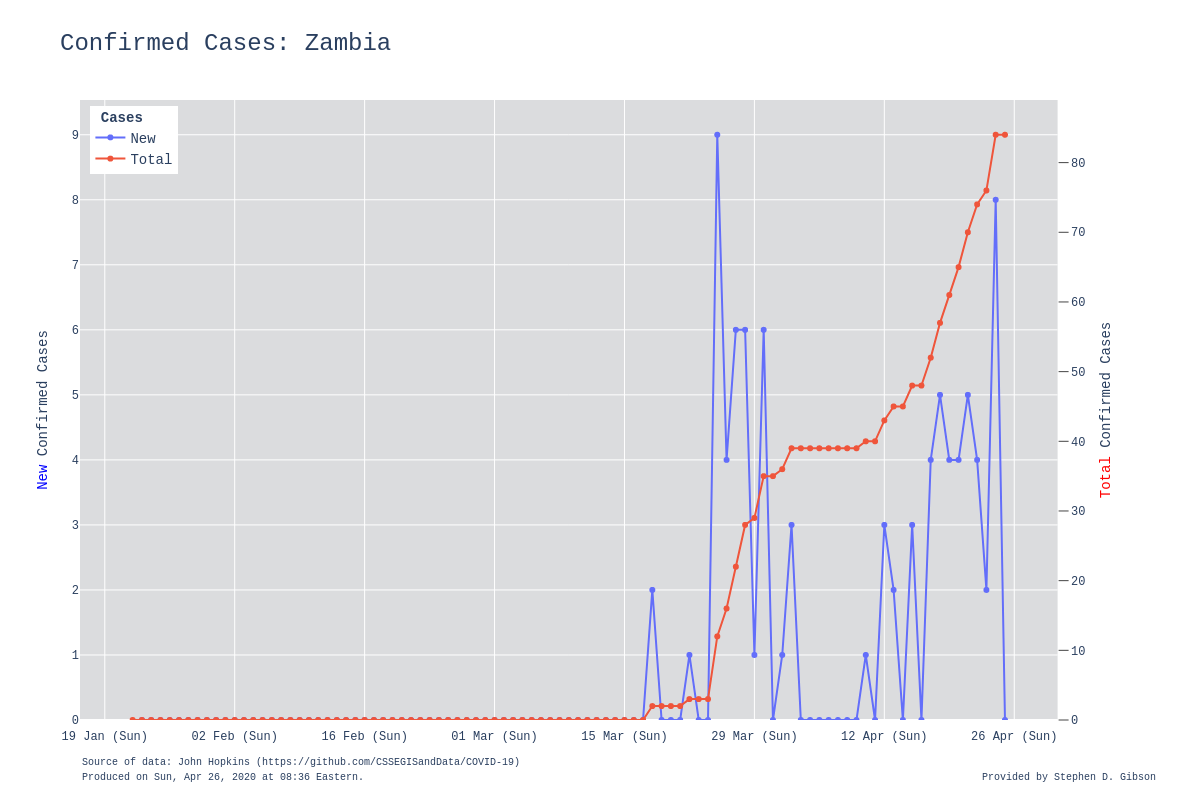 Confirmed Cases: Zambia
Cases
New
Total
9
8
7
6
5
4
3
2
1
0
New Confirmed Cases
80
70
60
50
40
30
20
10
0
Total Confirmed Cases
19 Jan (Sun) 02 Feb (Sun) 16 Feb (Sun) 01 Mar (Sun) 15 Mar (Sun) 29 Mar (Sun) 12 Apr (Sun) 26 Apr (Sun)
Source of data: John Hopkins (https://github.com/CSSEGISandData/COVID-19)
Produced on Sun, Apr 26, 2020 at 08:36 Eastern.
Provided by Stephen D. Gibson